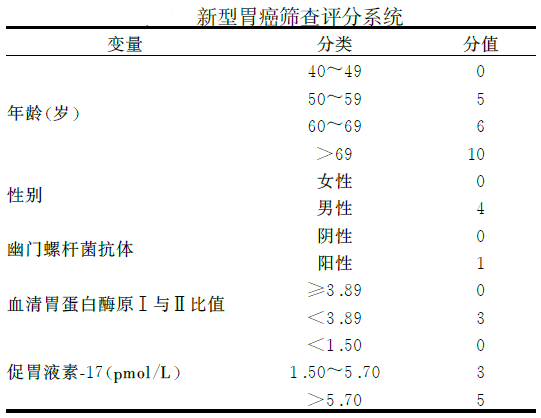 新型胃癌筛查评分系统
变量 分类 分值
年龄(岁) 40～49 0
50～59 5
60～69 6
＞69 10
性别 女性 0
男性 4
幽门螺杆菌抗体 阴性 0
阳性 1
血清胃蛋白酶原Ⅰ与Ⅱ比值 ≥3.89 0
＜3.89 3
促胃液素-17(pmol/L) ＜1.50 0
1.50～5.70 3
＞5.70 5